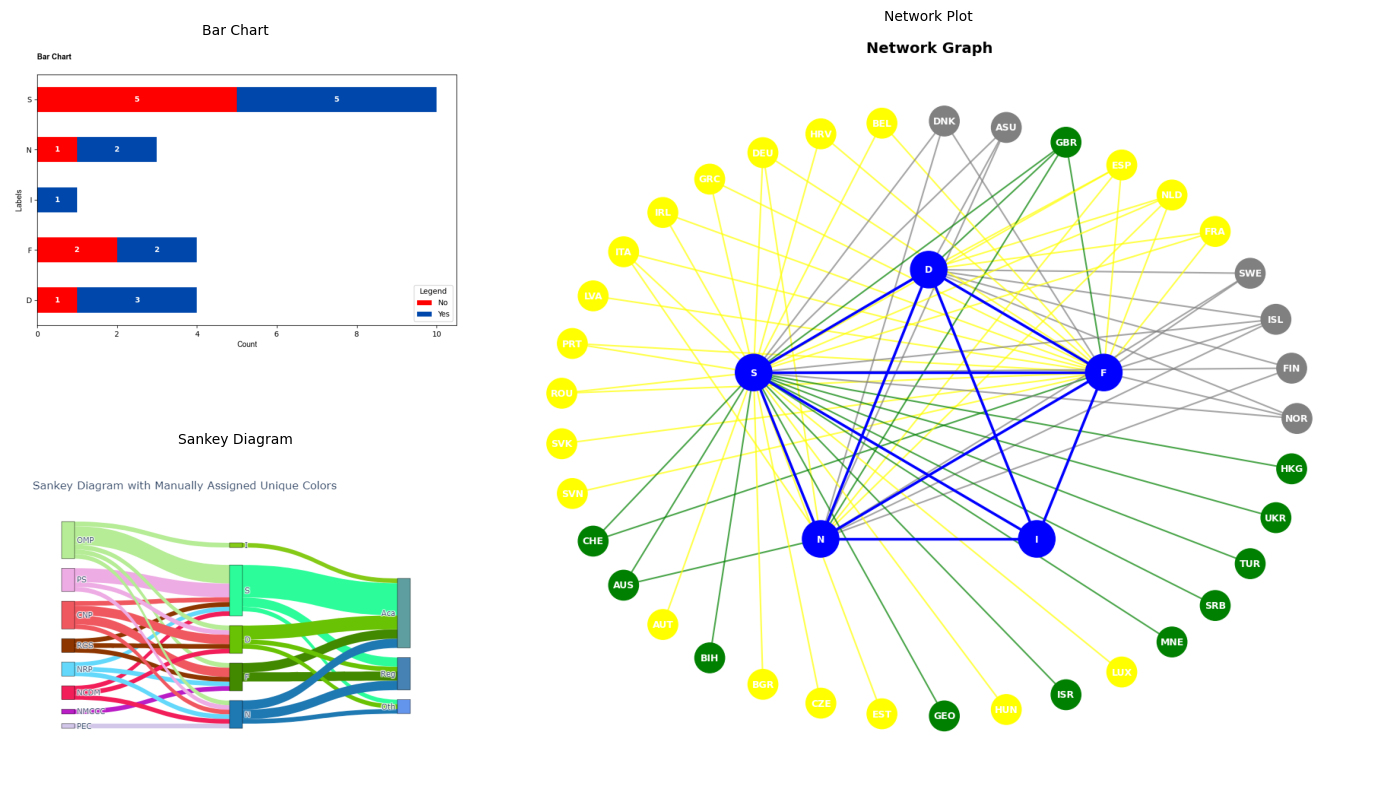 Bar Chart
Bar Chart
S
5
5
N
1
2
I
1
F
2
2
D
1
3
Labels
Legend
No
Yes
0
2
4
6
8
10
Count
Sankey Diagram
Sankey Diagram with Manually Assigned Unique Colors
OMP
PS
CNP
RGS
NRP
NCDM
NMCCC
PEC
I
S
D
F
N
Aca
Reg
Oth
Network Plot
Network Graph
DNK
ASU
BEL
HRV
GBR
DEU
ESP
GRC
NLD
IRL
FRA
ITA
D
SWE
LVA
ISL
PRT
FIN
S
F
ROU
NOR
SVK
HKG
SVN
UKR
CHE
N
I
TUR
AUS
SRB
AUT
MNE
BIH
LUX
BGR
ISR
CZE
HUN
EST
GEO